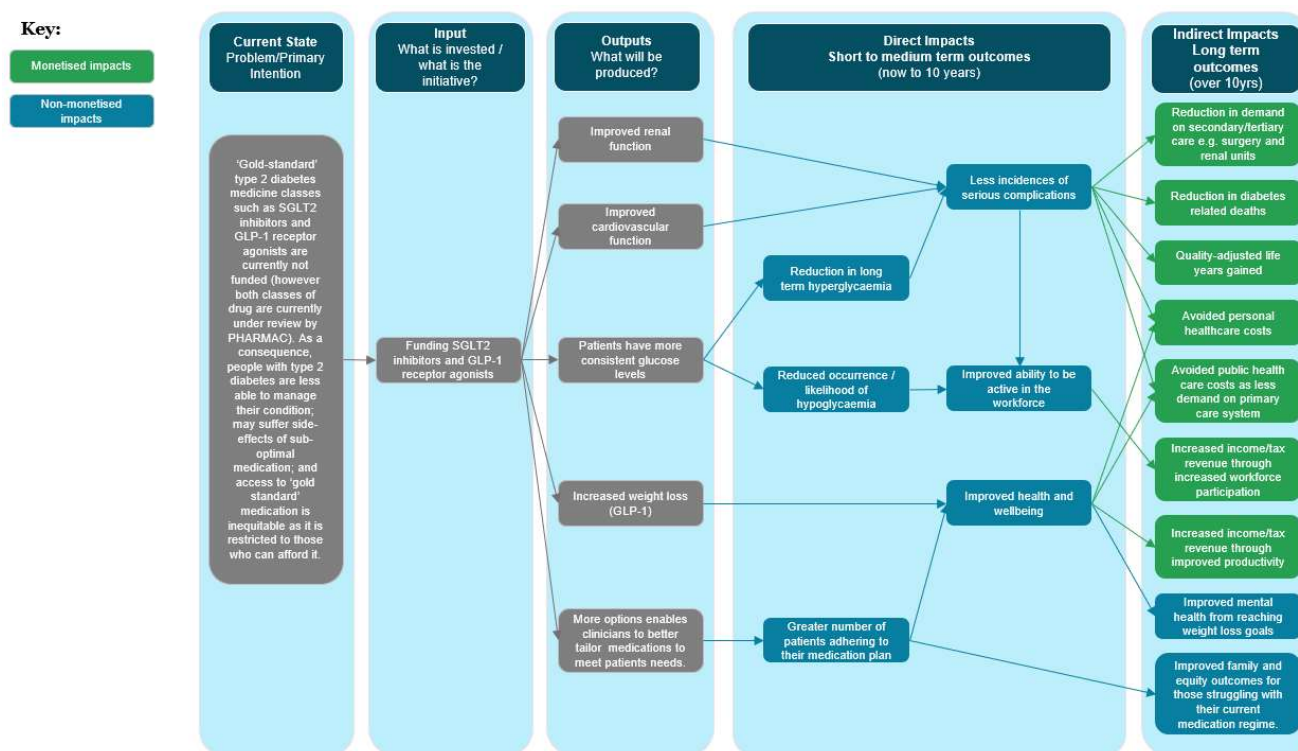 Key:
Monetised impacts
Non-monetised
impacts
Current State
Problem/Primary
Intention
'Gold-standard'
type 2 diabetes
medicine classes
such as SGLT2
inhibitors and
GLP-1 receptor
agonists are
currently not
funded (however
both classes of
drug are currently
under review by
PHARMAC). As a
consequence,
people with type 2
diabetes are less
able to manage
their condition;
may suffer side-
effects of sub-
optimal
medication; and
access to 'gold
standard'
medication is
inequitable as it is
restricted to those
who can afford it.
Input
What is invested /
what is the
initiative?
Funding SGLT2
inhibitors and GLP-1
receptor agonists
Outputs
What will be
produced?
Improved renal
function
Improved
cardiovascular
function
Patients have more
consistent glucose
levels
Increased weight loss
(GLP-1)
More options enables
clinicians to better
tailor medications to
meet patients needs.
Direct Impacts
Short to medium term outcomes
(now to 10 years)
Less incidences of
serious complications
Reduction in long
term hyperglycaemia
Reduced occurrence /
likelihood of
hypoglycaemia
Improved ability to be
active in the
workforce
Improved health and
wellbeing
Greater number of
patients adhering to
their medication plan
Indirect Impacts
Long term
outcomes
(over 10yrs)
Reduction in demand
on secondary/tertiary
care e.g. surgery and
renal units
Reduction in diabetes
related deaths
Quality-adjusted life
years gained
Avoided personal
healthcare costs
Avoided public health
care costs as less
demand on primary
care system
Increased income/tax
revenue through
increased workforce
participation
Increased income/tax
revenue through
improved productivity
Improved mental
health from reaching
weight loss goals
Improved family and
equity outcomes for
those struggling with
their current
medication regime.